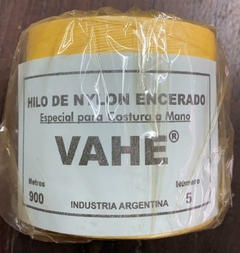 HILO DE NYLON ENCERADO
Especial para Costura a Mano
VAHE®
Metros Número
900 5
INDUSTRIA ARGENTINA